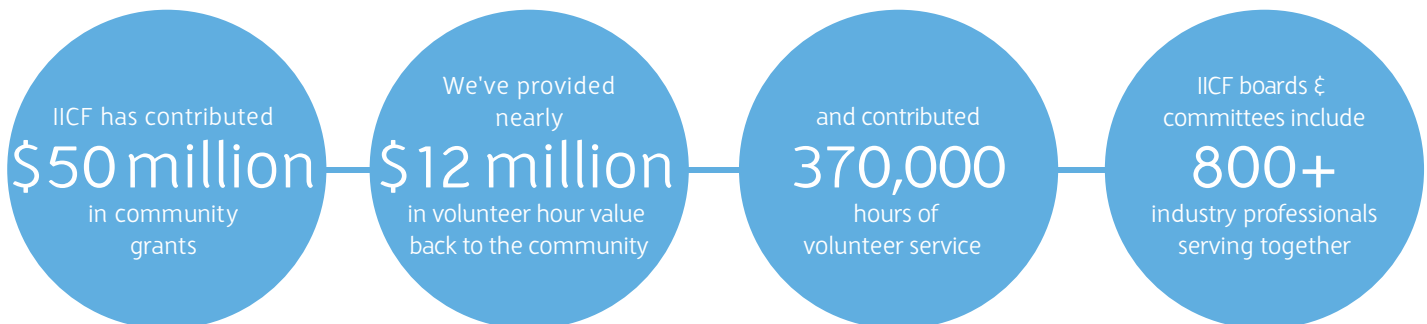 IICF has contributed
$50 million
in community
grants
We've provided
nearly
$12 million
in volunteer hour value
back to the community
and contributed
370,000
hours of
volunteer service
IICF boards &
committees include
800+
industry professionals
serving together